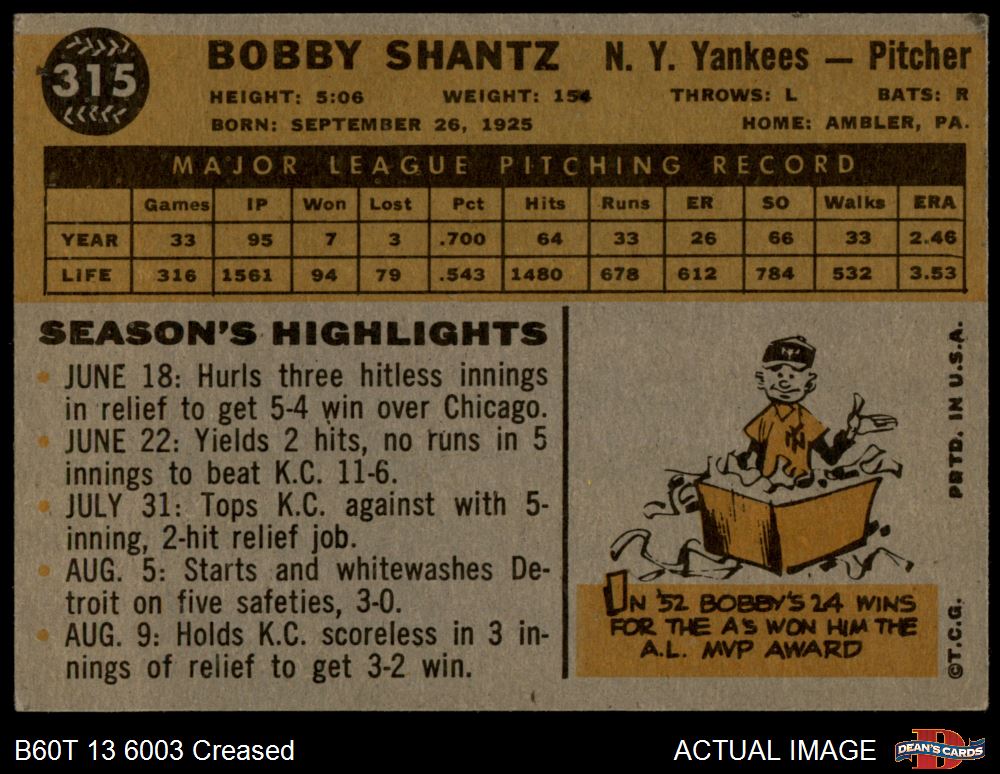 315
BOBBY SHANTZ N. Y. Yankees — Pitcher
HEIGHT: 5:06 WEIGHT: 154 THROWS: L BATS: R
BORN: SEPTEMBER 26, 1925 HOME: AMBLER, PA.
MAJOR LEAGUE PITCHING RECORD
Games IP Won Lost Pct Hits Runs ER SO Walks ERA
YEAR 33 95 7 3 .700 64 33 26 66 33 2.46
LIFE 316 1561 94 79 .543 1480 678 612 784 532 3.53
SEASON'S HIGHLIGHTS
• JUNE 18: Hurls three hitless innings
in relief to get 5-4 win over Chicago.
• JUNE 22: Yields 2 hits, no runs in 5
innings to beat K.C. 11-6.
• JULY 31: Tops K.C. against with 5-
inning, 2-hit relief job.
• AUG. 5: Starts and whitewashes De-
troit on five safeties, 3-0.
• AUG. 9: Holds K.C. scoreless in 3 in-
nings of relief to get 3-2 win.
NY
IN '52 BOBBY'S 24 WINS
FOR THE A'S WON HIM THE
A.L. MVP AWARD
©T.C.G. PRTD. IN U.S.A.
B60T 13 6003 Creased ACTUAL IMAGE
D
DEAN'S CARDS